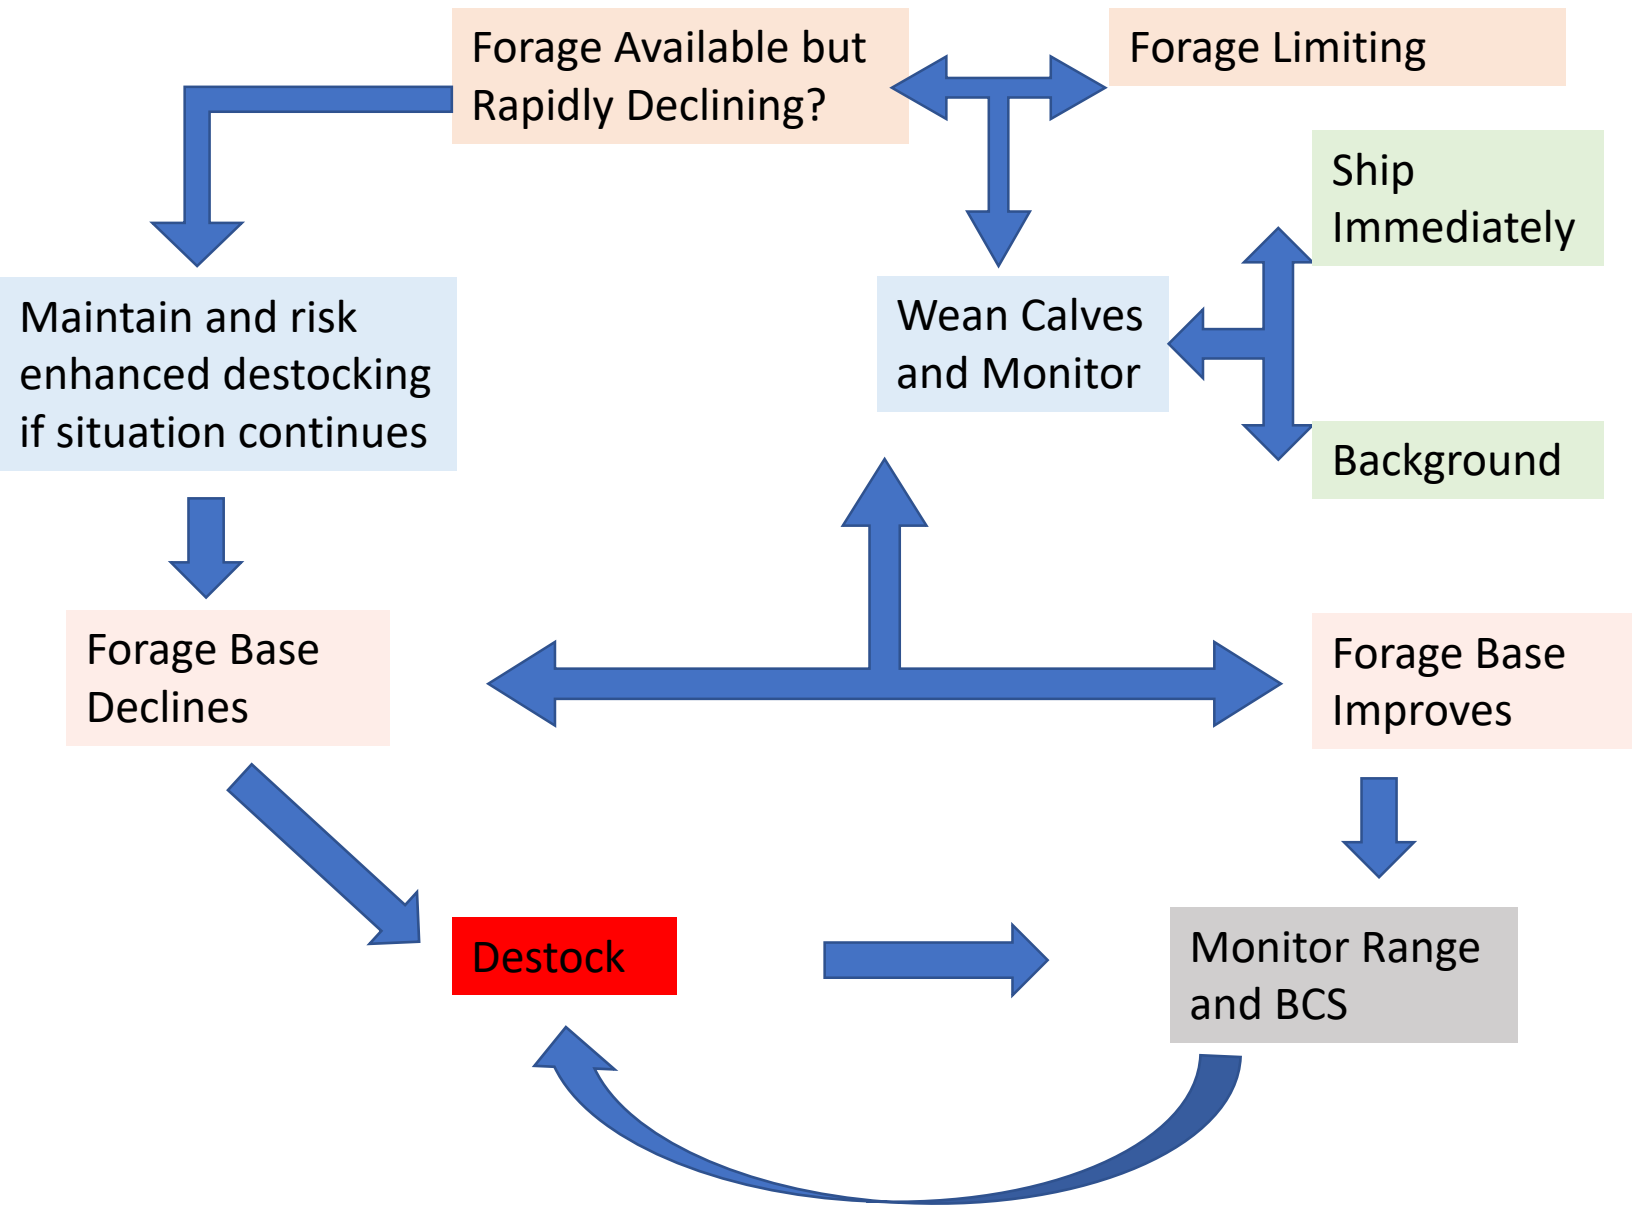 Forage Available but
Rapidly Declining?
Forage Limiting
Ship
Immediately
Maintain and risk
enhanced destocking
if situation continues
Wean Calves
and Monitor
Background
Forage Base
Declines
Forage Base
Improves
Destock
Monitor Range
and BCS